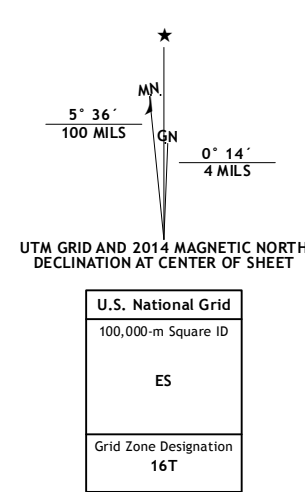 ★
MN
5° 36´
100 MILS
GN
0° 14´
4 MILS
UTM GRID AND 2014 MAGNETIC NORTH
DECLINATION AT CENTER OF SHEET
U.S. National Grid
100,000-m Square ID
ES
Grid Zone Designation
16T